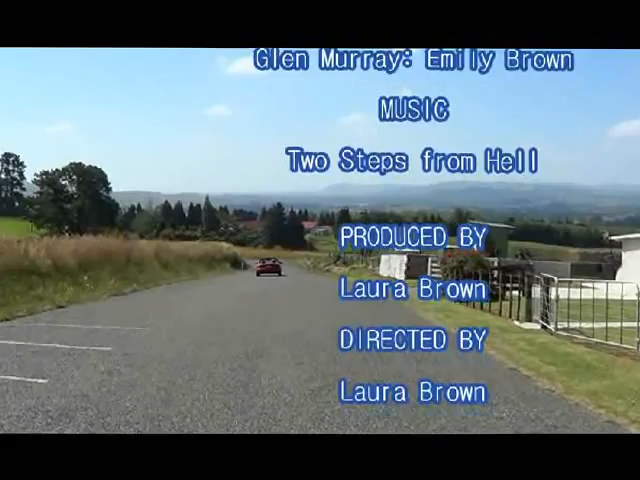 Glen Murray: Emily Brown
MUSIC
Two Steps from Hell
PRODUCED BY
Laura Brown
DIRECTED BY
Laura Brown